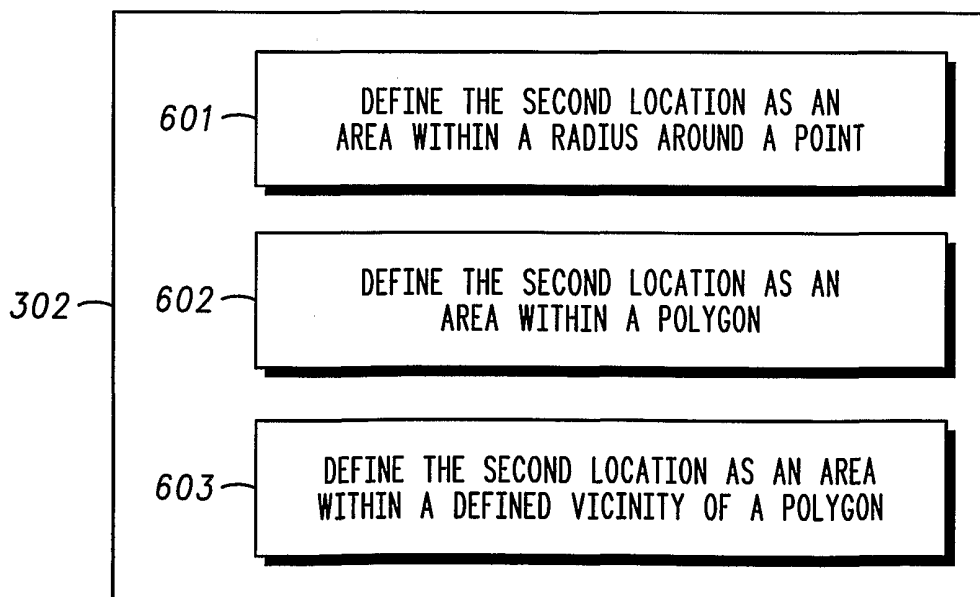 601
DEFINE THE SECOND LOCATION AS AN
AREA WITHIN A RADIUS AROUND A POINT
302
602
DEFINE THE SECOND LOCATION AS AN
AREA WITHIN A POLYGON
603
DEFINE THE SECOND LOCATION AS AN AREA
WITHIN A DEFINED VICINITY OF A POLYGON